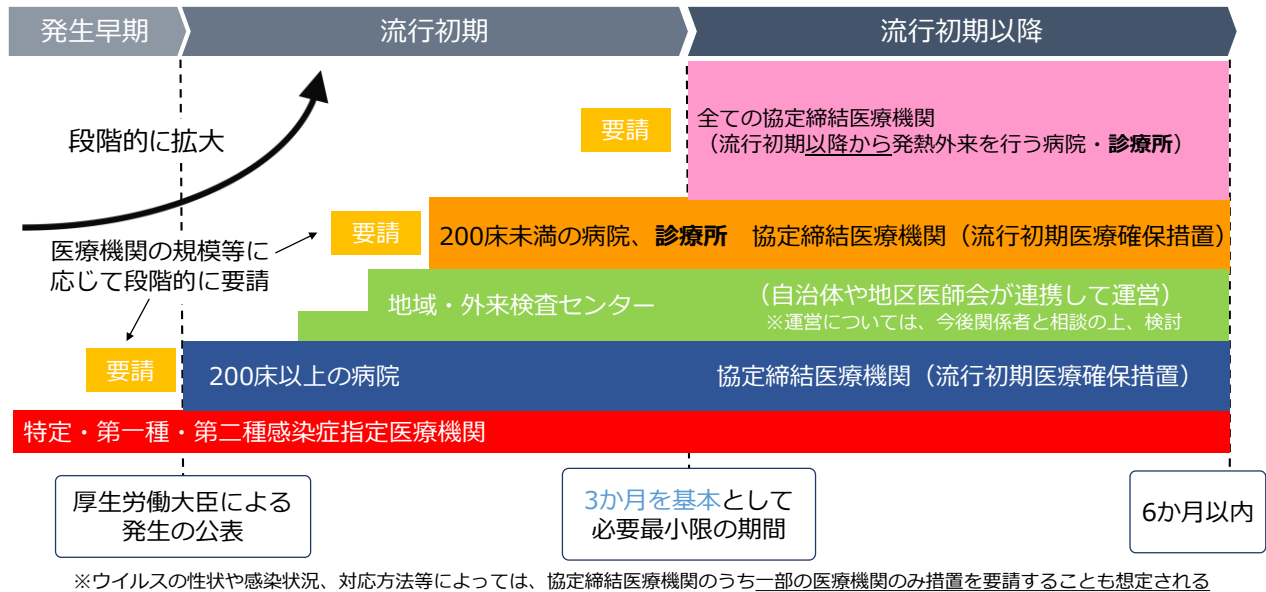 発生早期
流行初期
流行初期以降
段階的に拡大
要請
全ての協定締結医療機関
（流行初期以降から発熱外来を行う病院・診療所）
要請
200床未満の病院、診療所 協定締結医療機関（流行初期医療確保措置）
医療機関の規模等に
応じて段階的に要請
地域・外来検査センター （自治体や地区医師会が連携して運営）
※運営については、今後関係者と相談の上、検討
要請
200床以上の病院 協定締結医療機関（流行初期医療確保措置）
特定・第一種・第二種感染症指定医療機関
厚生労働大臣による
発生の公表
3か月を基本として
必要最小限の期間
6か月以内
※ウイルスの性状や感染状況、対応方法等によっては、協定締結医療機関のうち一部の医療機関のみ措置を要請することも想定される